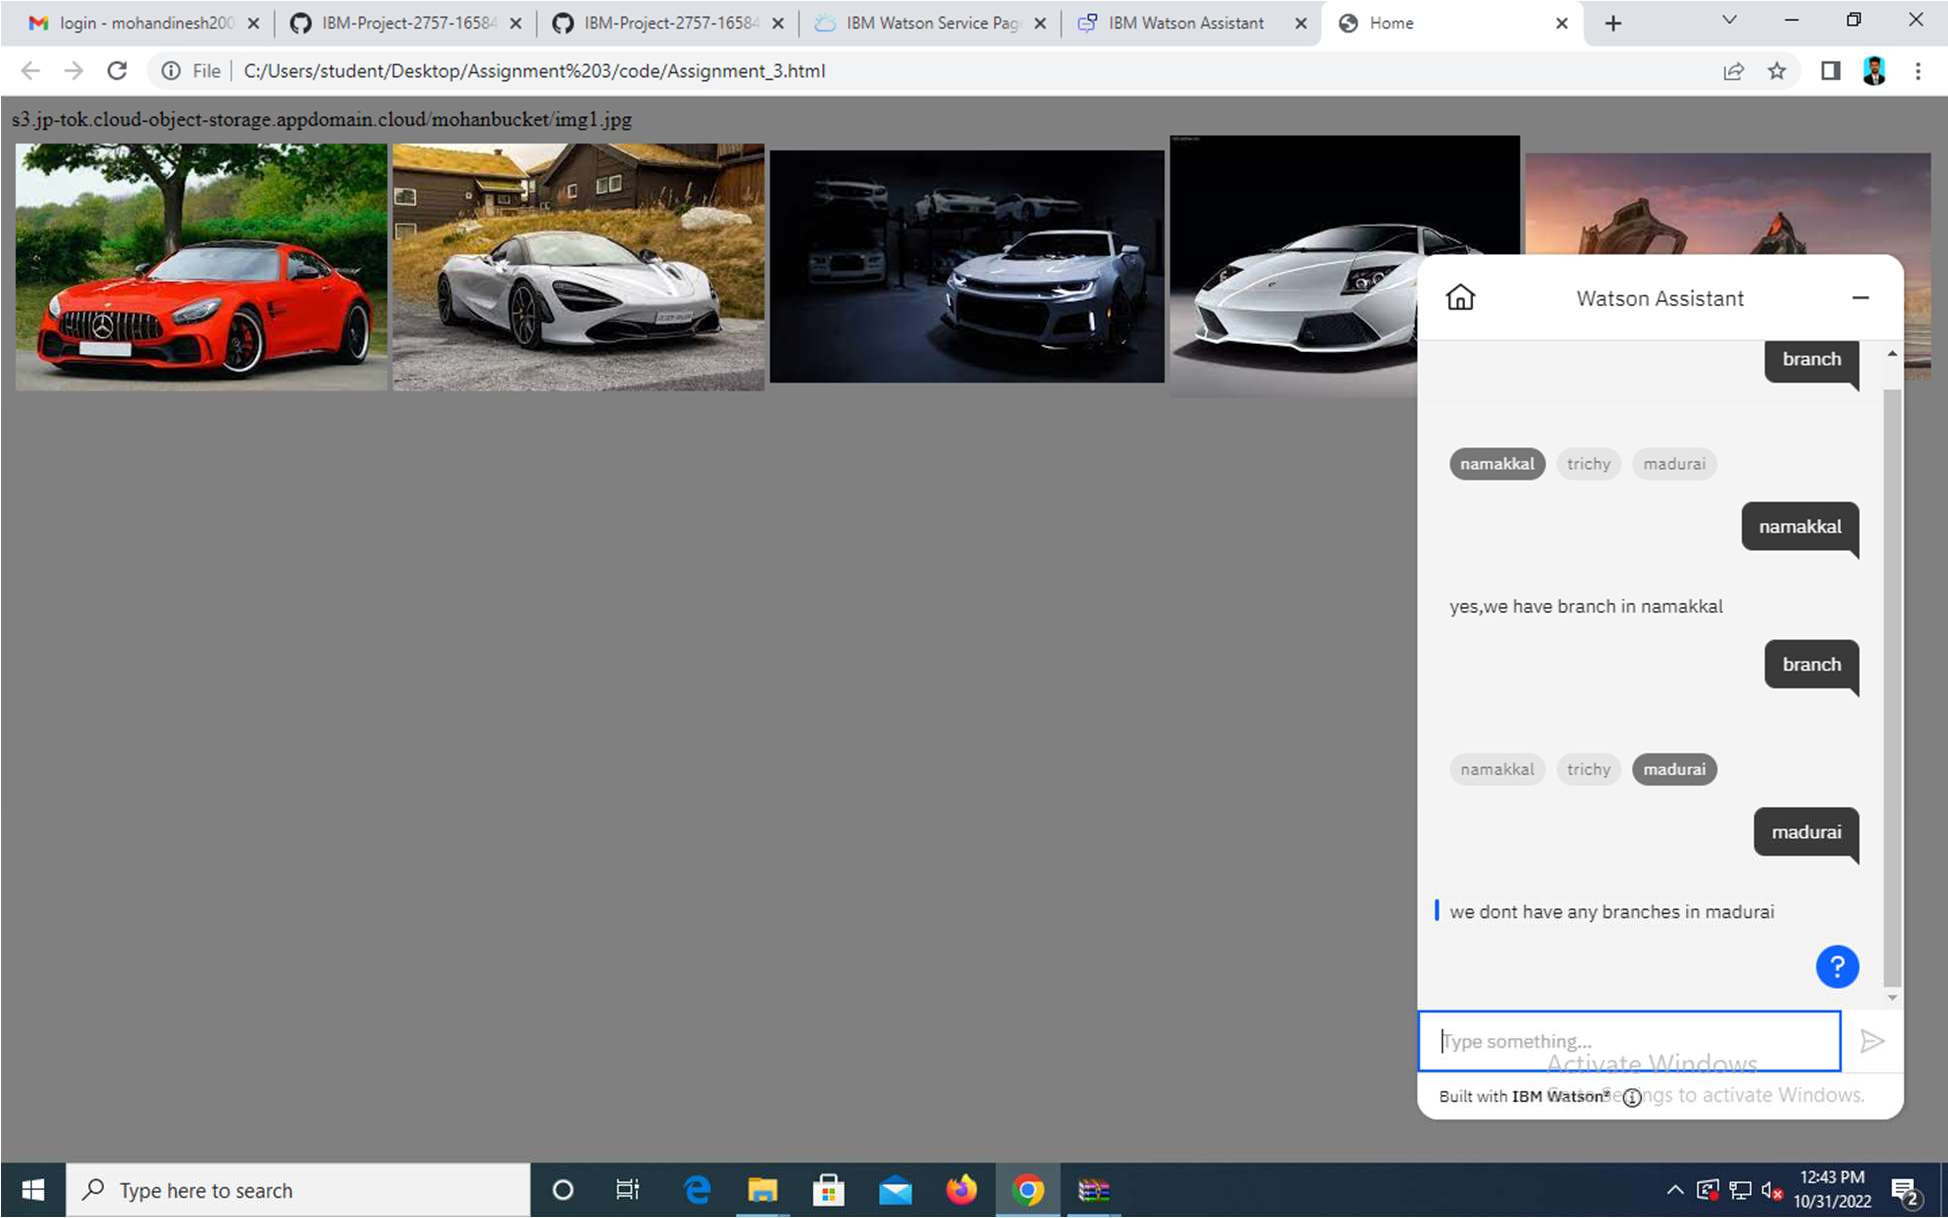 login - mohandinesh200
IBM-Project-2757-16584
IBM-Project-2757-16584
IBM Watson Service Pag
IBM Watson Assistant
Home
File
C:/Users/student/Desktop/Assignment%203/code/Assignment_3.html
s3.jp-tok.cloud-object-storage.appdomain.cloud/mohanbucket/img1.jpg
Watson Assistant
branch
namakkal trichy madurai
namakkal
yes,we have branch in namakkal
branch
namakkal trichy madurai
madurai
we dont have any branches in madurai
?
Type something...
Activate Windows
Go to Settings to activate Windows.
Built with IBM Watson®
Type here to search
12:43 PM
10/31/2022
2